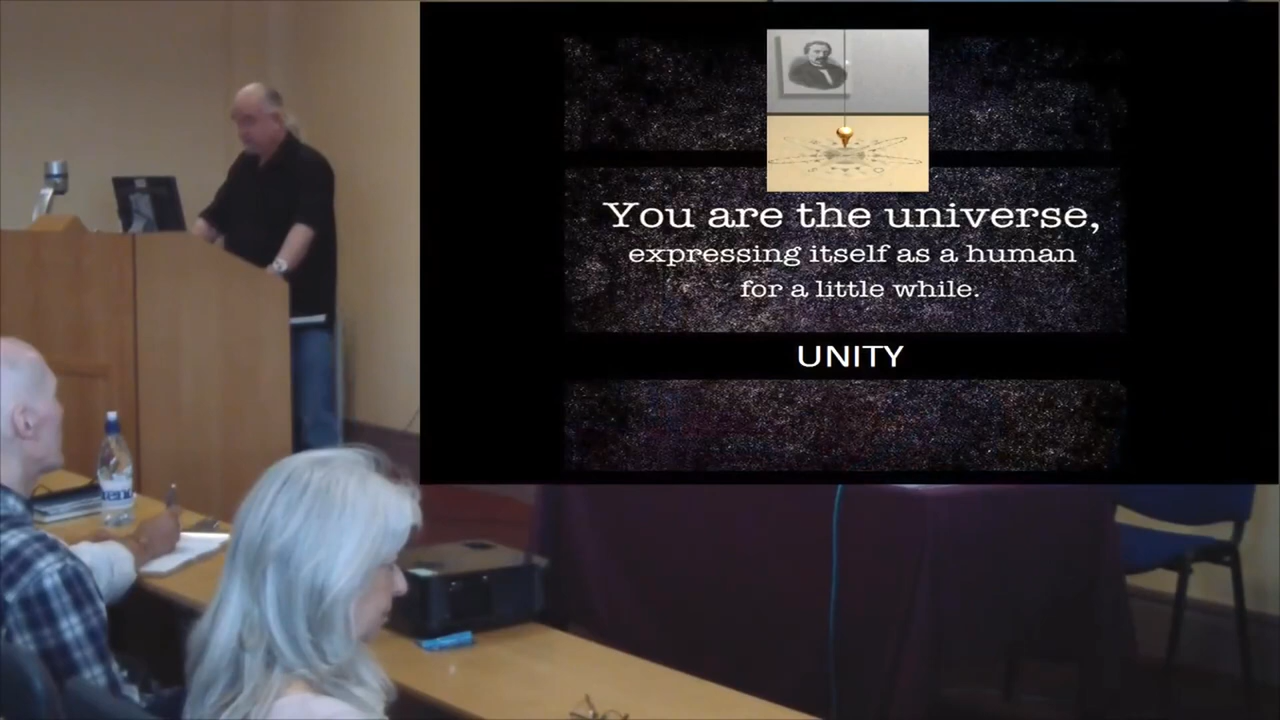 You are the universe,
expressing itself as a human
for a little while.
UNITY